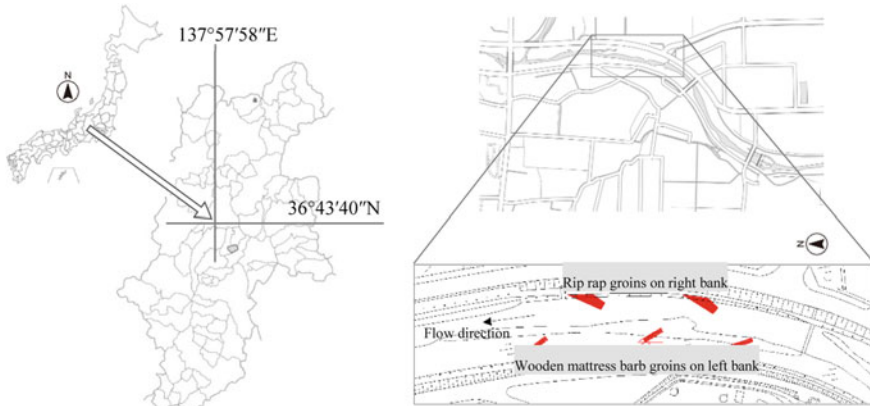 137°57'58"E
N
36°43'40"N
N
Rip rap groins on right bank
Flow direction
Wooden mattress barb groins on left bank